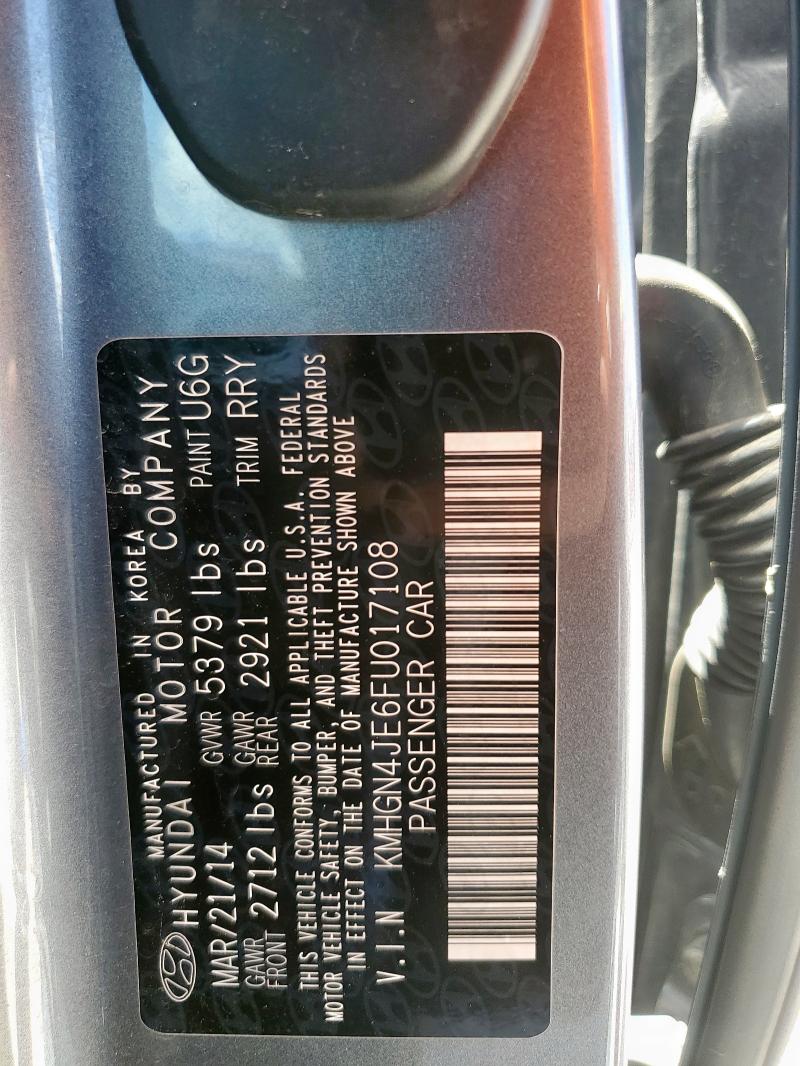 MANUFACTURED IN KOREA BY
HYUNDAI MOTOR COMPANY
MAR/21/14 GVWR 5379 lbs PAINT U6G
GAWR FRONT 2712 lbs GAWR REAR 2921 lbs TRIM RRY
THIS VEHICLE CONFORMS TO ALL APPLICABLE U.S.A. FEDERAL
MOTOR VEHICLE SAFETY, BUMPER, AND THEFT PREVENTION STANDARDS
IN EFFECT ON THE DATE OF MANUFACTURE SHOWN ABOVE
V.I.N KMHGN4JE6FU017108
PASSENGER CAR